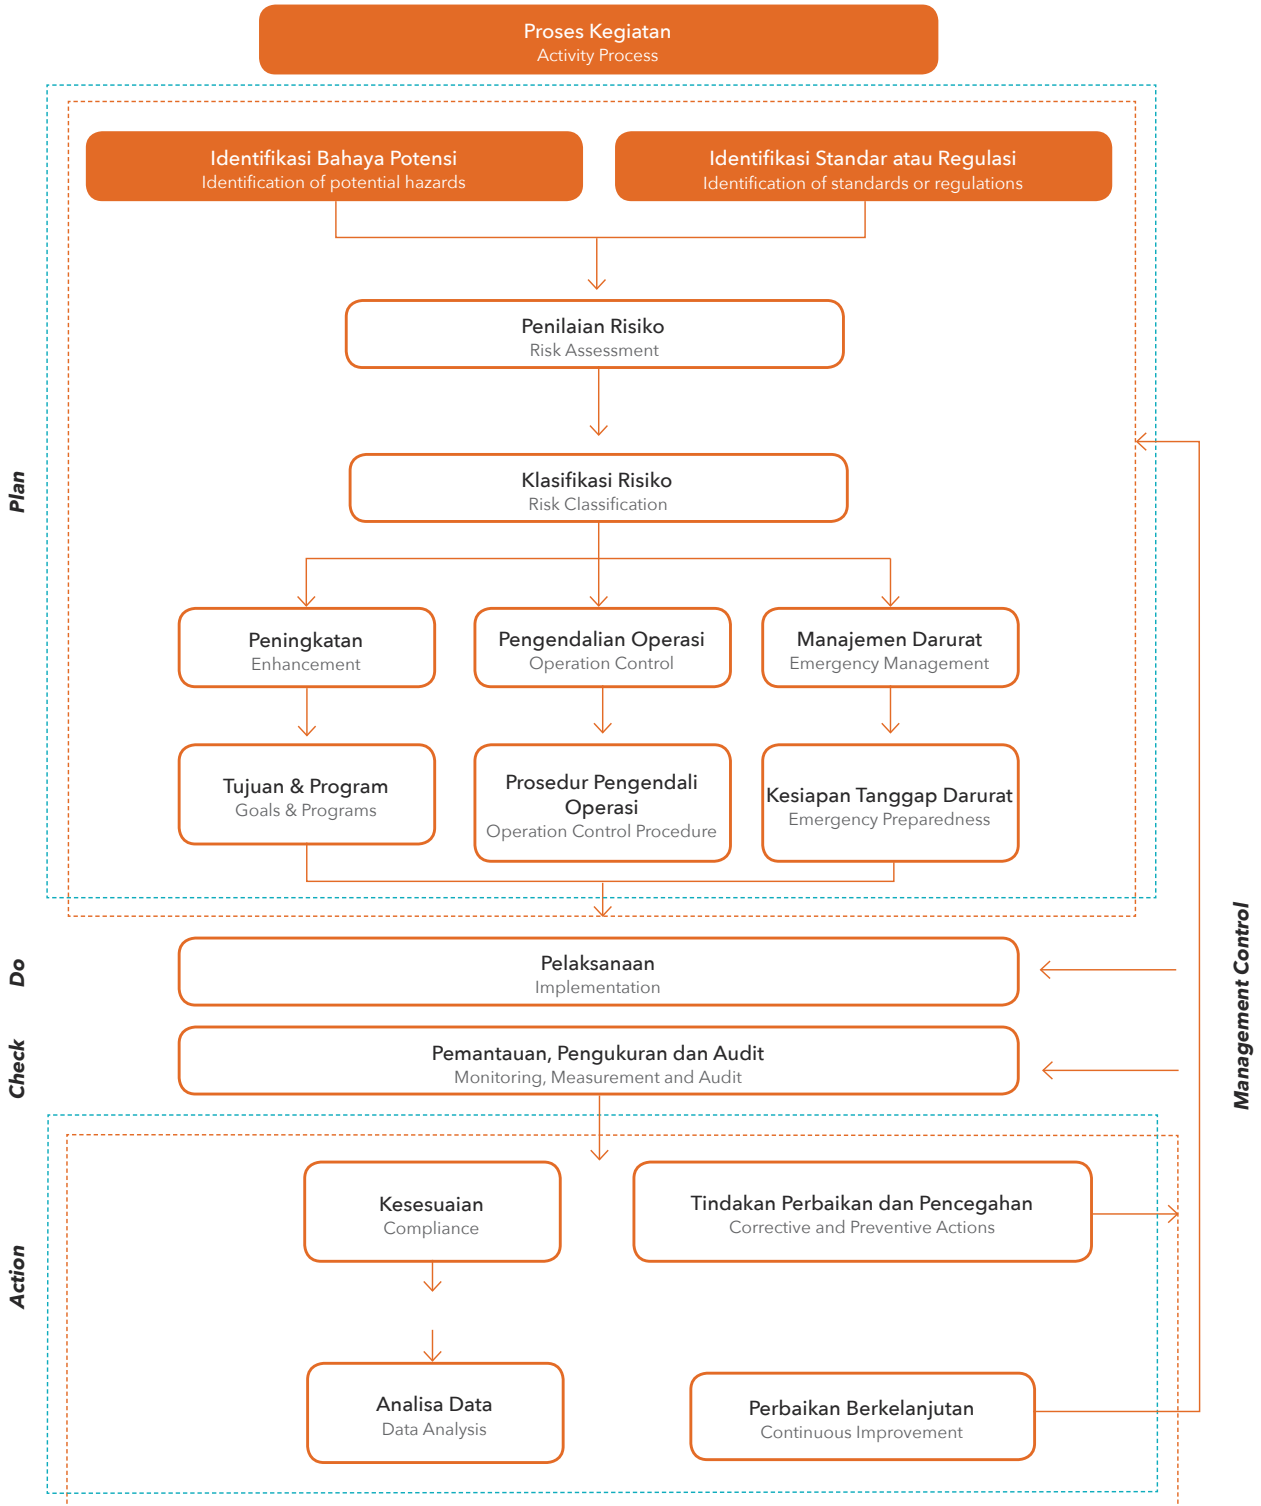 Proses Kegiatan
Activity Process
Identifikasi Bahaya Potensi
Identification of potential hazards
Identifikasi Standar atau Regulasi
Identification of standards or regulations
Penilaian Risiko
Risk Assessment
Plan
Klasifikasi Risiko
Risk Classification
Peningkatan
Enhancement
Pengendalian Operasi
Operation Control
Manajemen Darurat
Emergency Management
Tujuan & Program
Goals & Programs
Prosedur Pengendali
Operasi
Operation Control Procedure
Kesiapan Tanggap Darurat
Emergency Preparedness
Do
Pelaksanaan
Implementation
Management Control
Check
Pemantauan, Pengukuran dan Audit
Monitoring, Measurement and Audit
Action
Kesesuaian
Compliance
Tindakan Perbaikan dan Pencegahan
Corrective and Preventive Actions
Analisa Data
Data Analysis
Perbaikan Berkelanjutan
Continuous Improvement